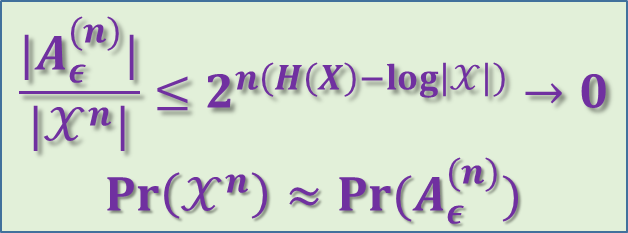 |A_ϵ^(n)| / |𝒳^n| ≤ 2^{n(H(X)−log|𝒳|)} → 0
Pr(𝒳^n) ≈ Pr(A_ϵ^(n))